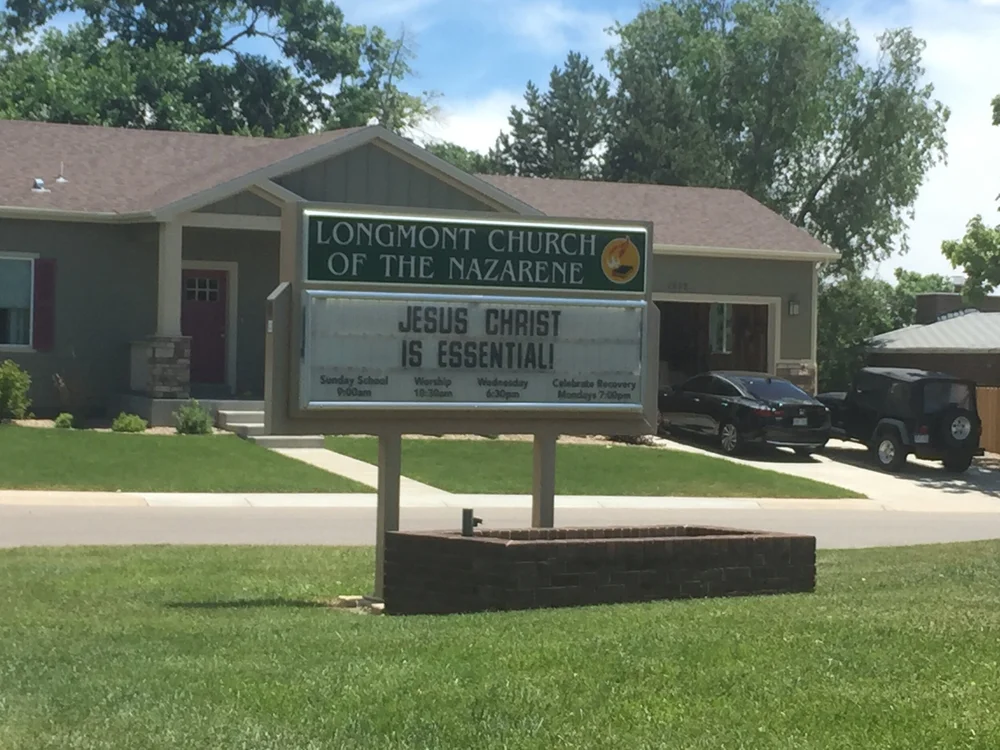 LONGMONT CHURCH
OF THE NAZARENE
JESUS CHRIST
IS ESSENTIAL!
Sunday School Worship Wednesday Celebrate Recovery
9:00am 10:30am 6:30pm Mondays 7:00pm